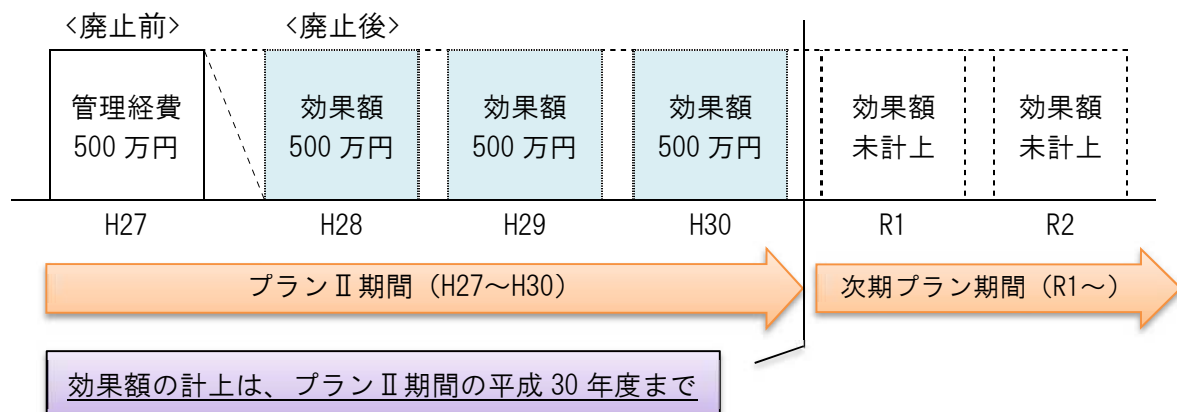 <廃止前>
<廃止後>
管理経費
500 万円
効果額
500 万円
効果額
500 万円
効果額
500 万円
効果額
未計上
効果額
未計上
H27
H28
H29
H30
R1
R2
プランⅡ期間（H27～H30）
次期プラン期間（R1～）
効果額の計上は、プランⅡ期間の平成 30 年度まで